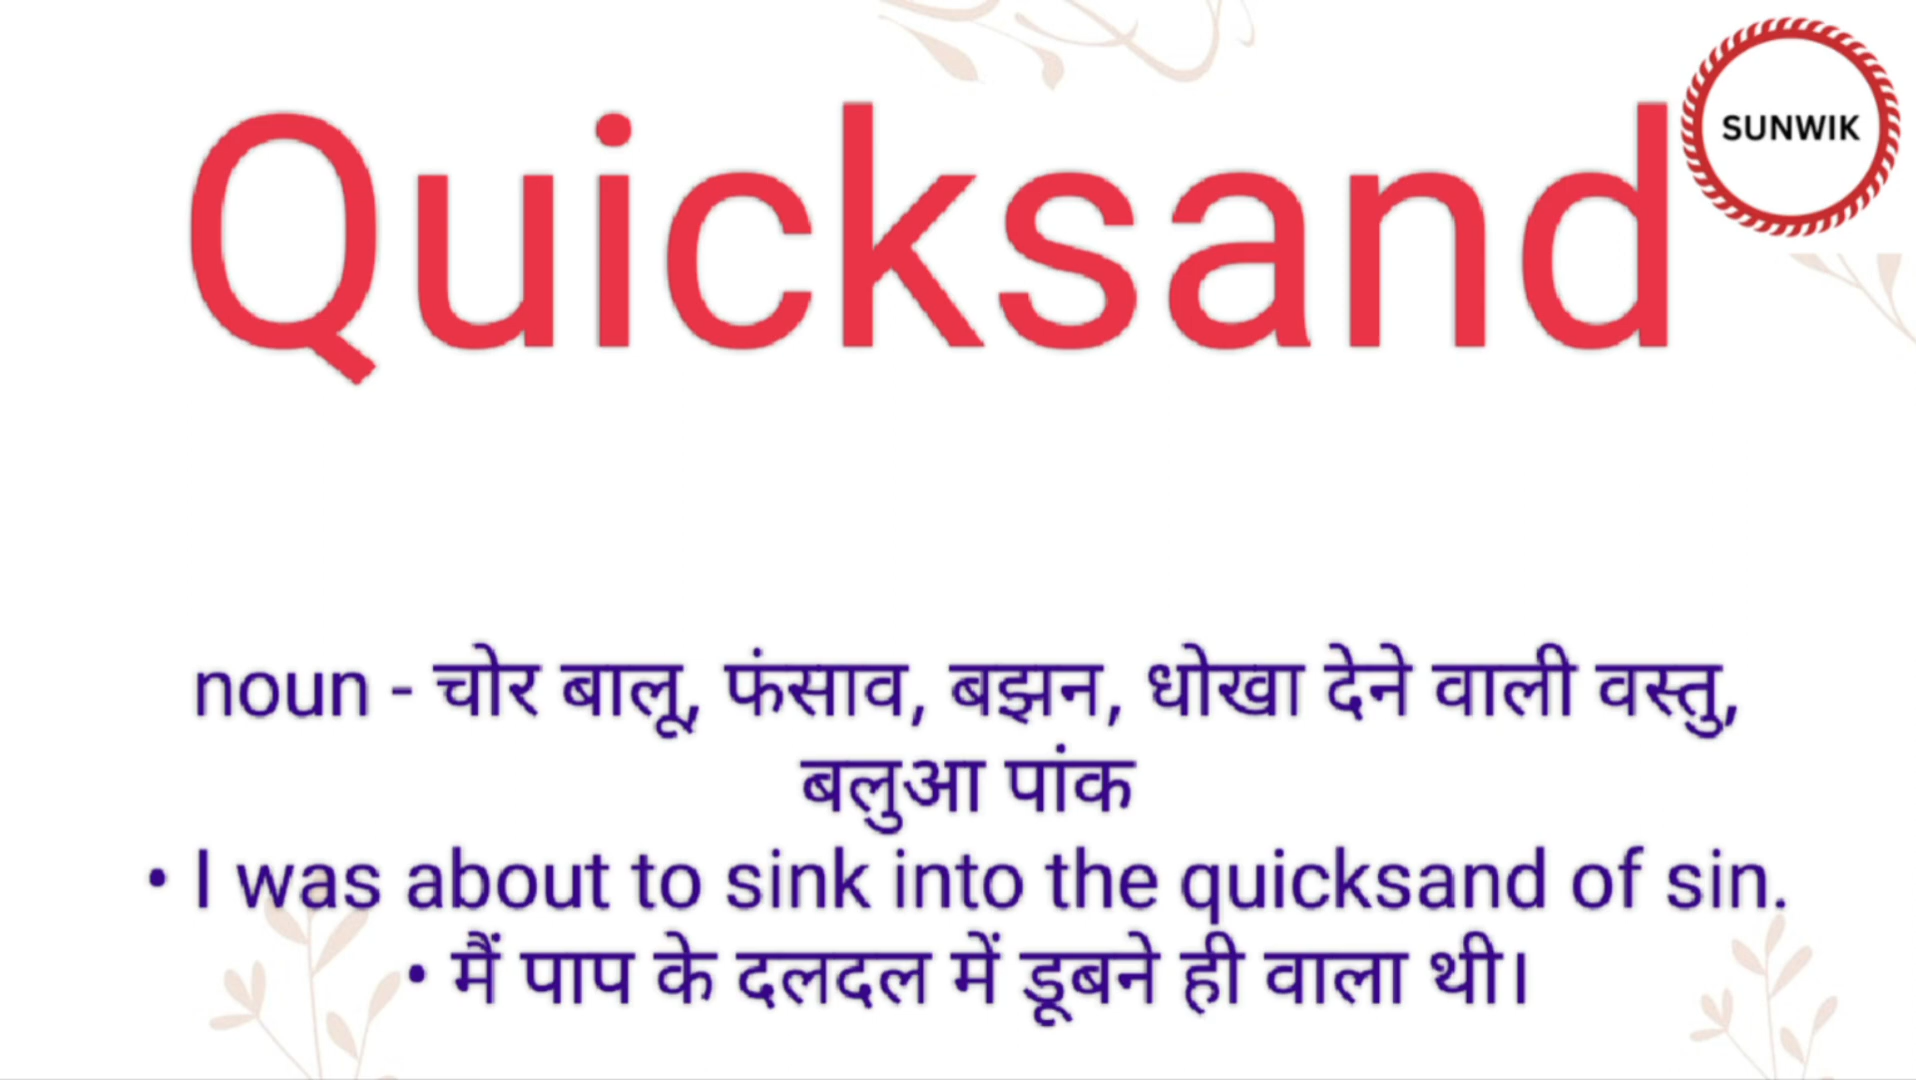 Quicksand
SUNWIK
noun - चोर बालू, फंसाव, बझन, धोखा देने वाली वस्तु,
बलुआ पांक
• I was about to sink into the quicksand of sin.
• मैं पाप के दलदल में डूबने ही वाला थी।